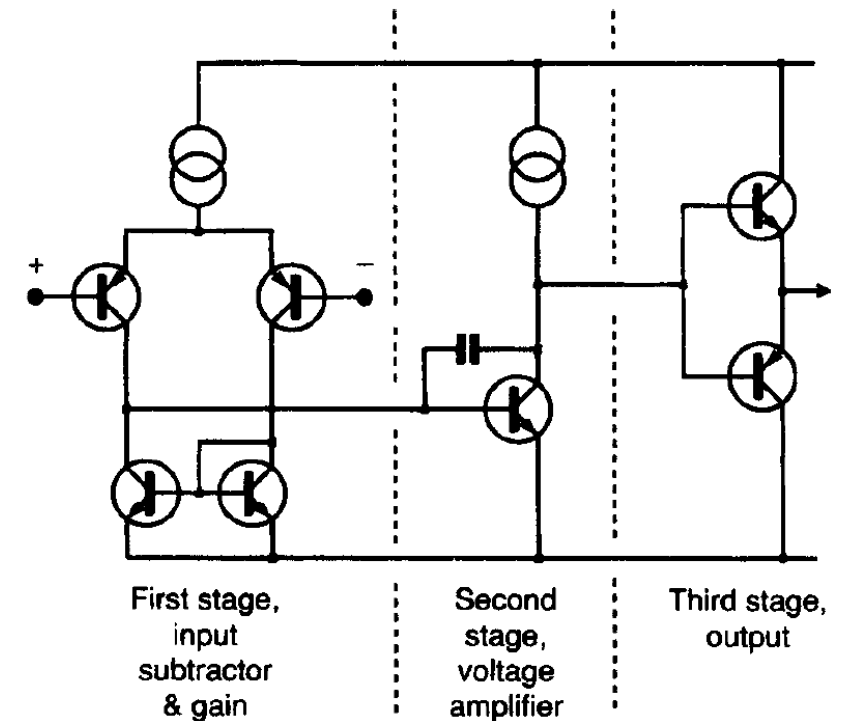 +
−
First stage,
input
subtractor
& gain
Second
stage,
voltage
amplifier
Third stage,
output